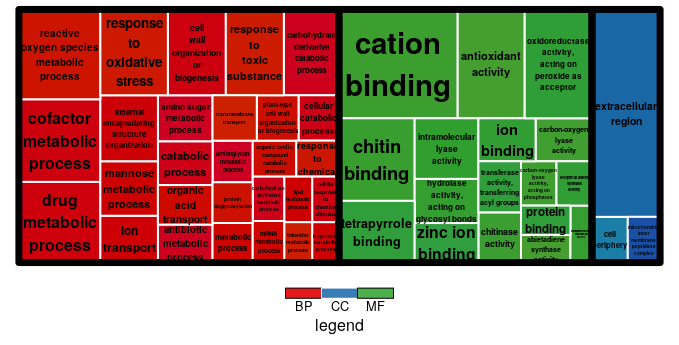 reactive
oxygen species
metabolic
process
cofactor
metabolic
process
drug
metabolic
process
response
to
oxidative
stress
external
encapsulating
structure
organization
mannose
metabolic
process
ion
transport
cell
wall
organization
or
biogenesis
response
to
toxic
substance
carbohydrate
derivative
catabolic
process
amino sugar
metabolic
process
catabolic
process
organic
acid
transport
antibiotic
metabolic
process
transmembrane
transport
plant-type
cell wall
organization
or biogenesis
cellular
catabolic
process
aminoglycan
metabolic
process
organic cyclic
compound
catabolic
process
response
to
chemical
protein
deglycosylation
carbohydrate
derivative
metabolic
process
lipid
metabolic
process
cellular
response
to
chemical
stimulus
metabolic
process
mRNA
metabolic
process
cation
binding
antioxidant
activity
oxidoreductase
activity,
acting on
peroxide as
acceptor
chitin
binding
tetrapyrrole
binding
intramolecular
lyase
activity
hydrolase
activity,
acting on
glycosyl bonds
zinc ion
binding
ion
binding
carbon-oxygen
lyase
activity
transferase
activity,
transferring
acyl groups
carbon-oxygen
lyase
activity,
acting on
phosphates
chitinase
activity
protein
binding
abietadiene
synthase
activity
extracellular
region
cell
periphery
mitochondrial
inner
membrane
peptidase
complex
BP CC MF
legend